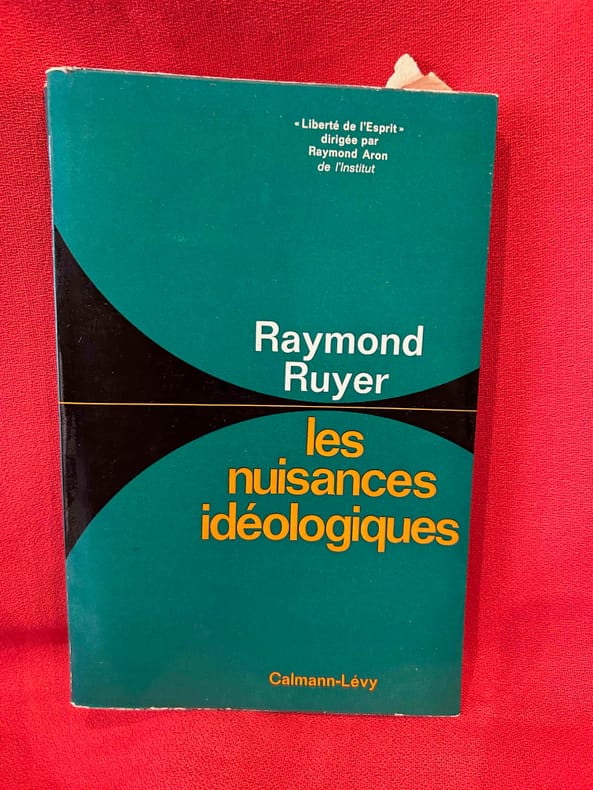 « Liberté de l'Esprit »
dirigée par
Raymond Aron
de l'Institut
Raymond
Ruyer
les
nuisances
idéologiques
Calmann-Lévy